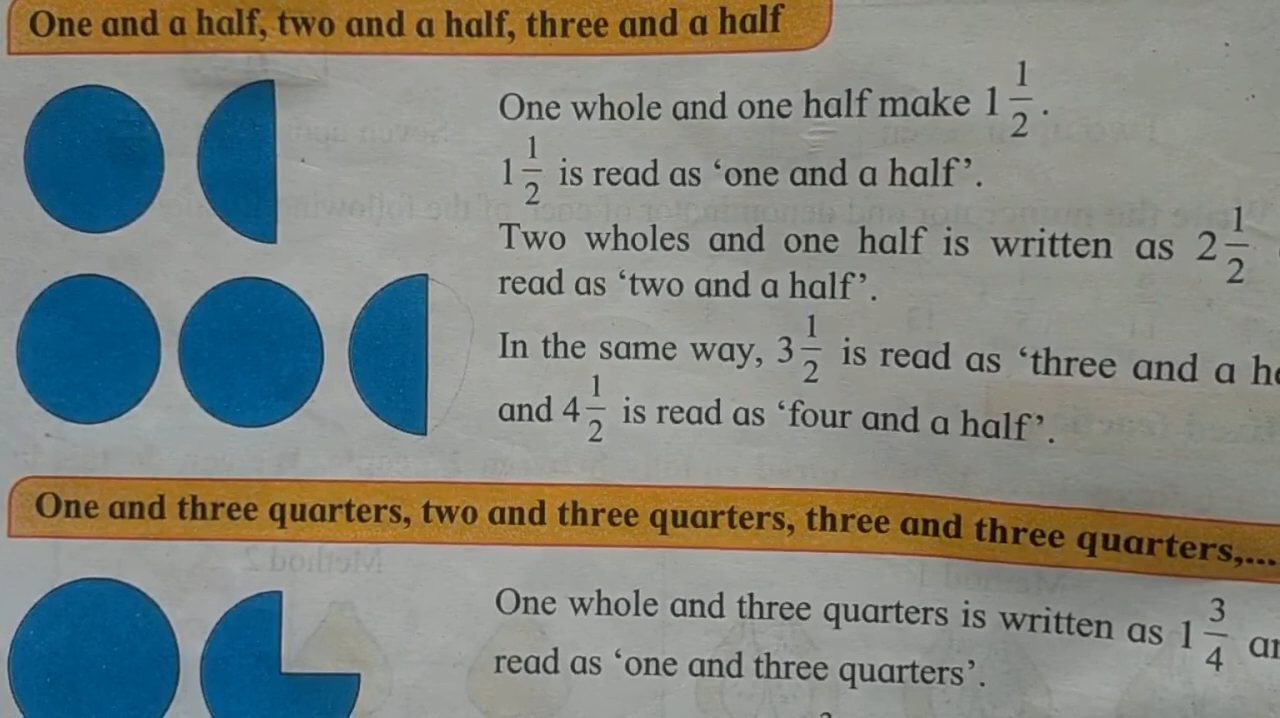 One and a half, two and a half, three and a half
One whole and one half make 1 1/2.
1 1/2 is read as ‘one and a half’.
Two wholes and one half is written as 2 1/2
read as ‘two and a half’.
In the same way, 3 1/2 is read as ‘three and a
and 4 1/2 is read as ‘four and a half’.
One and three quarters, two and three quarters, three and three quarters,...
One whole and three quarters is written as 1 3/4
read as ‘one and three quarters’.